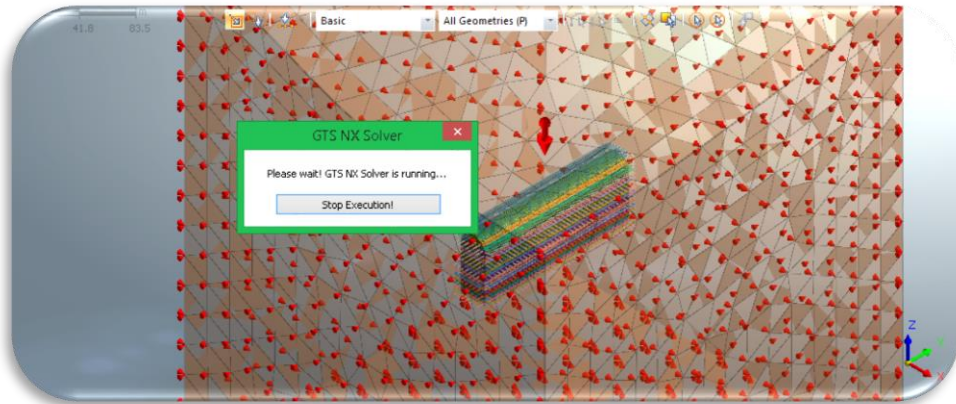 41.8 83.5
Basic
All Geometries (P)
GTS NX Solver
Please wait! GTS NX Solver is running...
Stop Execution!
Z
Y
X